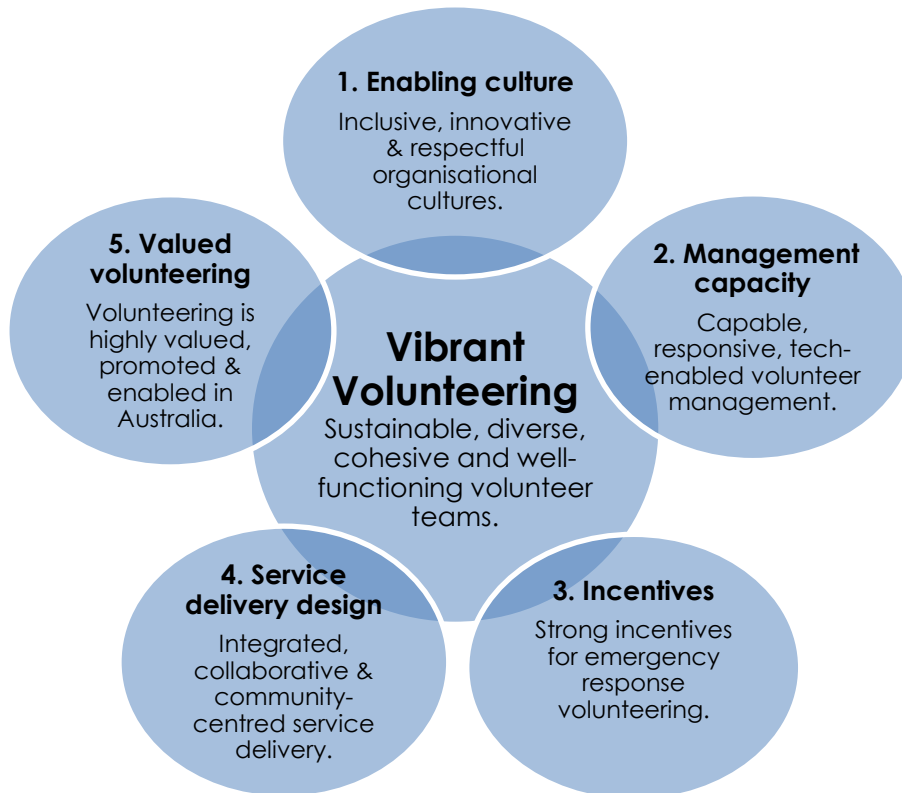 1. Enabling culture
Inclusive, innovative
& respectful
organisational
cultures.
2. Management
capacity
Capable,
responsive, tech-
enabled volunteer
management.
3. Incentives
Strong incentives
for emergency
response
volunteering.
4. Service
delivery design
Integrated,
collaborative &
community-
centred service
delivery.
5. Valued
volunteering
Volunteering is
highly valued,
promoted &
enabled in
Australia.
Vibrant
Volunteering
Sustainable, diverse,
cohesive and well-
functioning volunteer
teams.